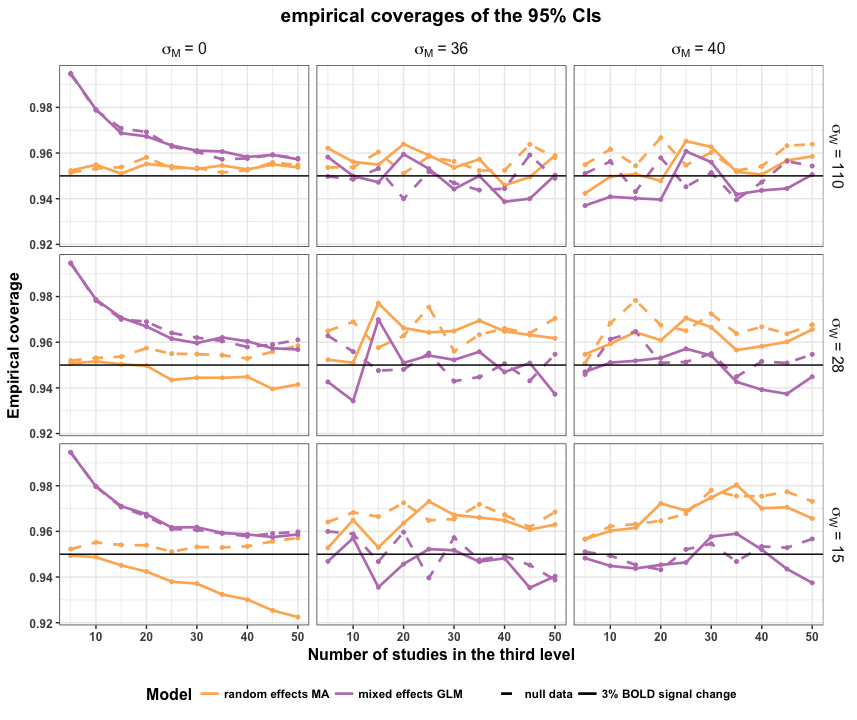 empirical coverages of the 95% CIs
σM = 0 σM = 36 σM = 40
0.98
0.96
0.94
0.92
σW = 110
0.98
0.96
0.94
0.92
σW = 28
0.98
0.96
0.94
0.92
σW = 15
Empirical coverage
10 20 30 40 50 10 20 30 40 50 10 20 30 40 50
Number of studies in the third level
Model random effects MA mixed effects GLM null data 3% BOLD signal change